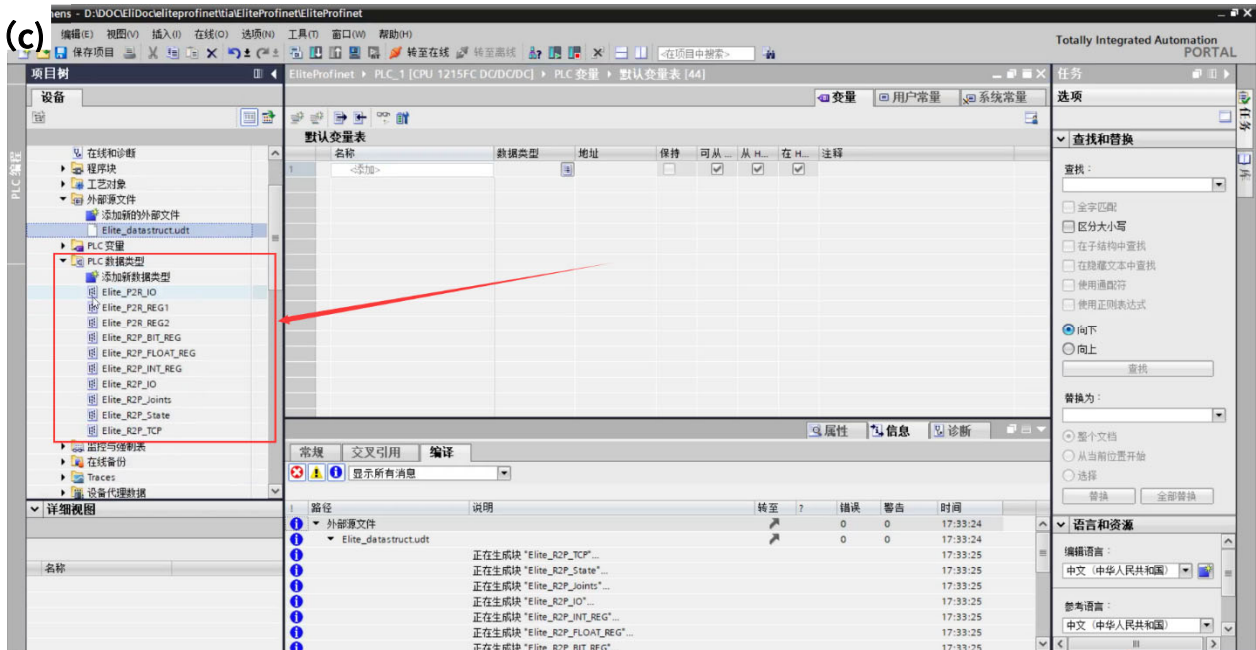 (c)
hens - D:\DOC\EliDoc\eliteprofinet\tia\EliteProfinet\EliteProfinet
编辑(E) 视图(V) 插入(I) 在线(O) 选项(N) 工具(T) 窗口(W) 帮助(H)
保存项目 转至在线 转至离线 <在项目中搜索>
Totally Integrated Automation
PORTAL
项目树
设备
PLC 编程
在线和诊断
程序块
工艺对象
外部源文件
添加新的外部文件
Elite_datastruct.udt
PLC 变量
PLC 数据类型
添加新数据类型
Elite_P2R_IO
Elite_P2R_REG1
Elite_P2R_REG2
Elite_R2P_BIT_REG
Elite_R2P_FLOAT_REG
Elite_R2P_INT_REG
Elite_R2P_IO
Elite_R2P_Joints
Elite_R2P_State
Elite_R2P_TCP
监控与强制表
在线备份
Traces
设备代理数据
详细视图
名称
EliteProfinet PLC_1 [CPU 1215FC DC/DC/DC] PLC 变量 默认变量表 [44]
变量 用户常量 系统常量
默认变量表
名称 数据类型 地址 保持 可从 ... 从 H... 在 H... 注释
1 <添加>
属性 信息 诊断
常规 交叉引用 编译
显示所有消息
! 路径 说明 转至 ? 错误 警告 时间
外部源文件 0 0 17:33:24
Elite_datastruct.udt 0 0 17:33:24
正在生成块 "Elite_R2P_TCP"... 17:33:25
正在生成块 "Elite_R2P_State"... 17:33:25
正在生成块 "Elite_R2P_Joints"... 17:33:25
正在生成块 "Elite_R2P_IO"... 17:33:25
正在生成块 "Elite_R2P_INT_REG"... 17:33:25
正在生成块 "Elite_R2P_FLOAT_REG"... 17:33:25
正在生成块 "Elite_R2P_BIT_REG" 17:33:25
任务
选项
查找和替换
查找：
全字匹配
区分大小写
在子结构中查找
在隐藏文本中查找
使用通配符
使用正则表达式
向下
向上
查找
替换为：
整个文档
从当前位置开始
选择
替换 全部替换
语言和资源
编辑语言：
中文（中华人民共和国）
参考语言：
中文（中华人民共和国）
任务
库